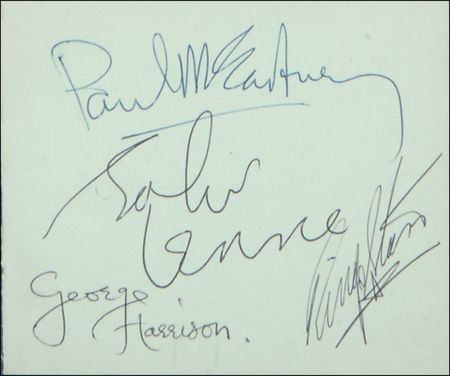 Paul McCartney
John
Lennon
George
Harrison.
Ringo Starr